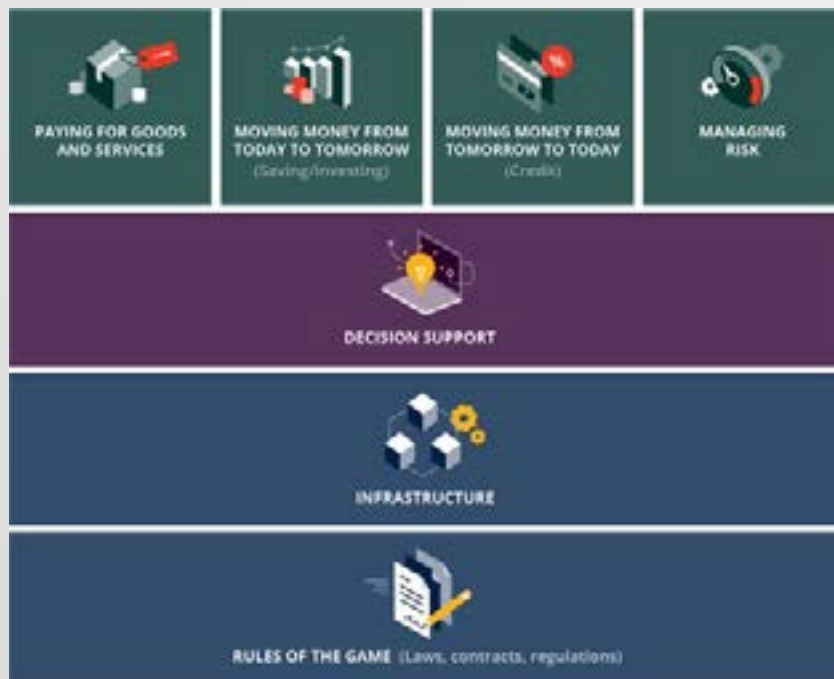 PAYING FOR GOODS
AND SERVICES
MOVING MONEY FROM
TODAY TO TOMORROW
(Saving/investing)
MOVING MONEY FROM
TOMORROW TO TODAY
(Credit)
MANAGING
RISK
%
DECISION SUPPORT
INFRASTRUCTURE
RULES OF THE GAME (Laws, contracts, regulations)